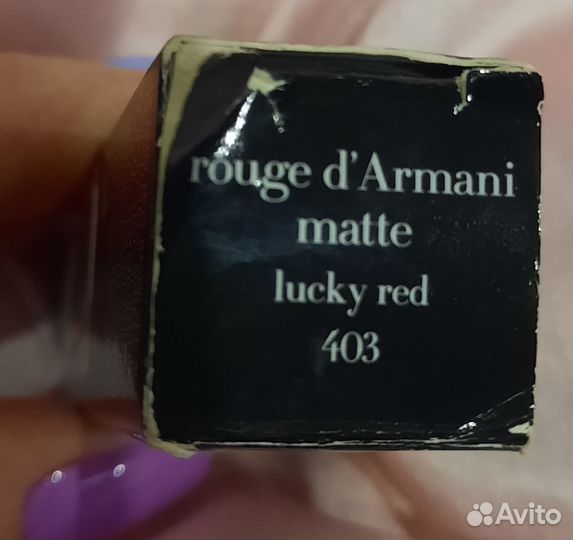 rouge d'Armani
matte
lucky red
403
Avito